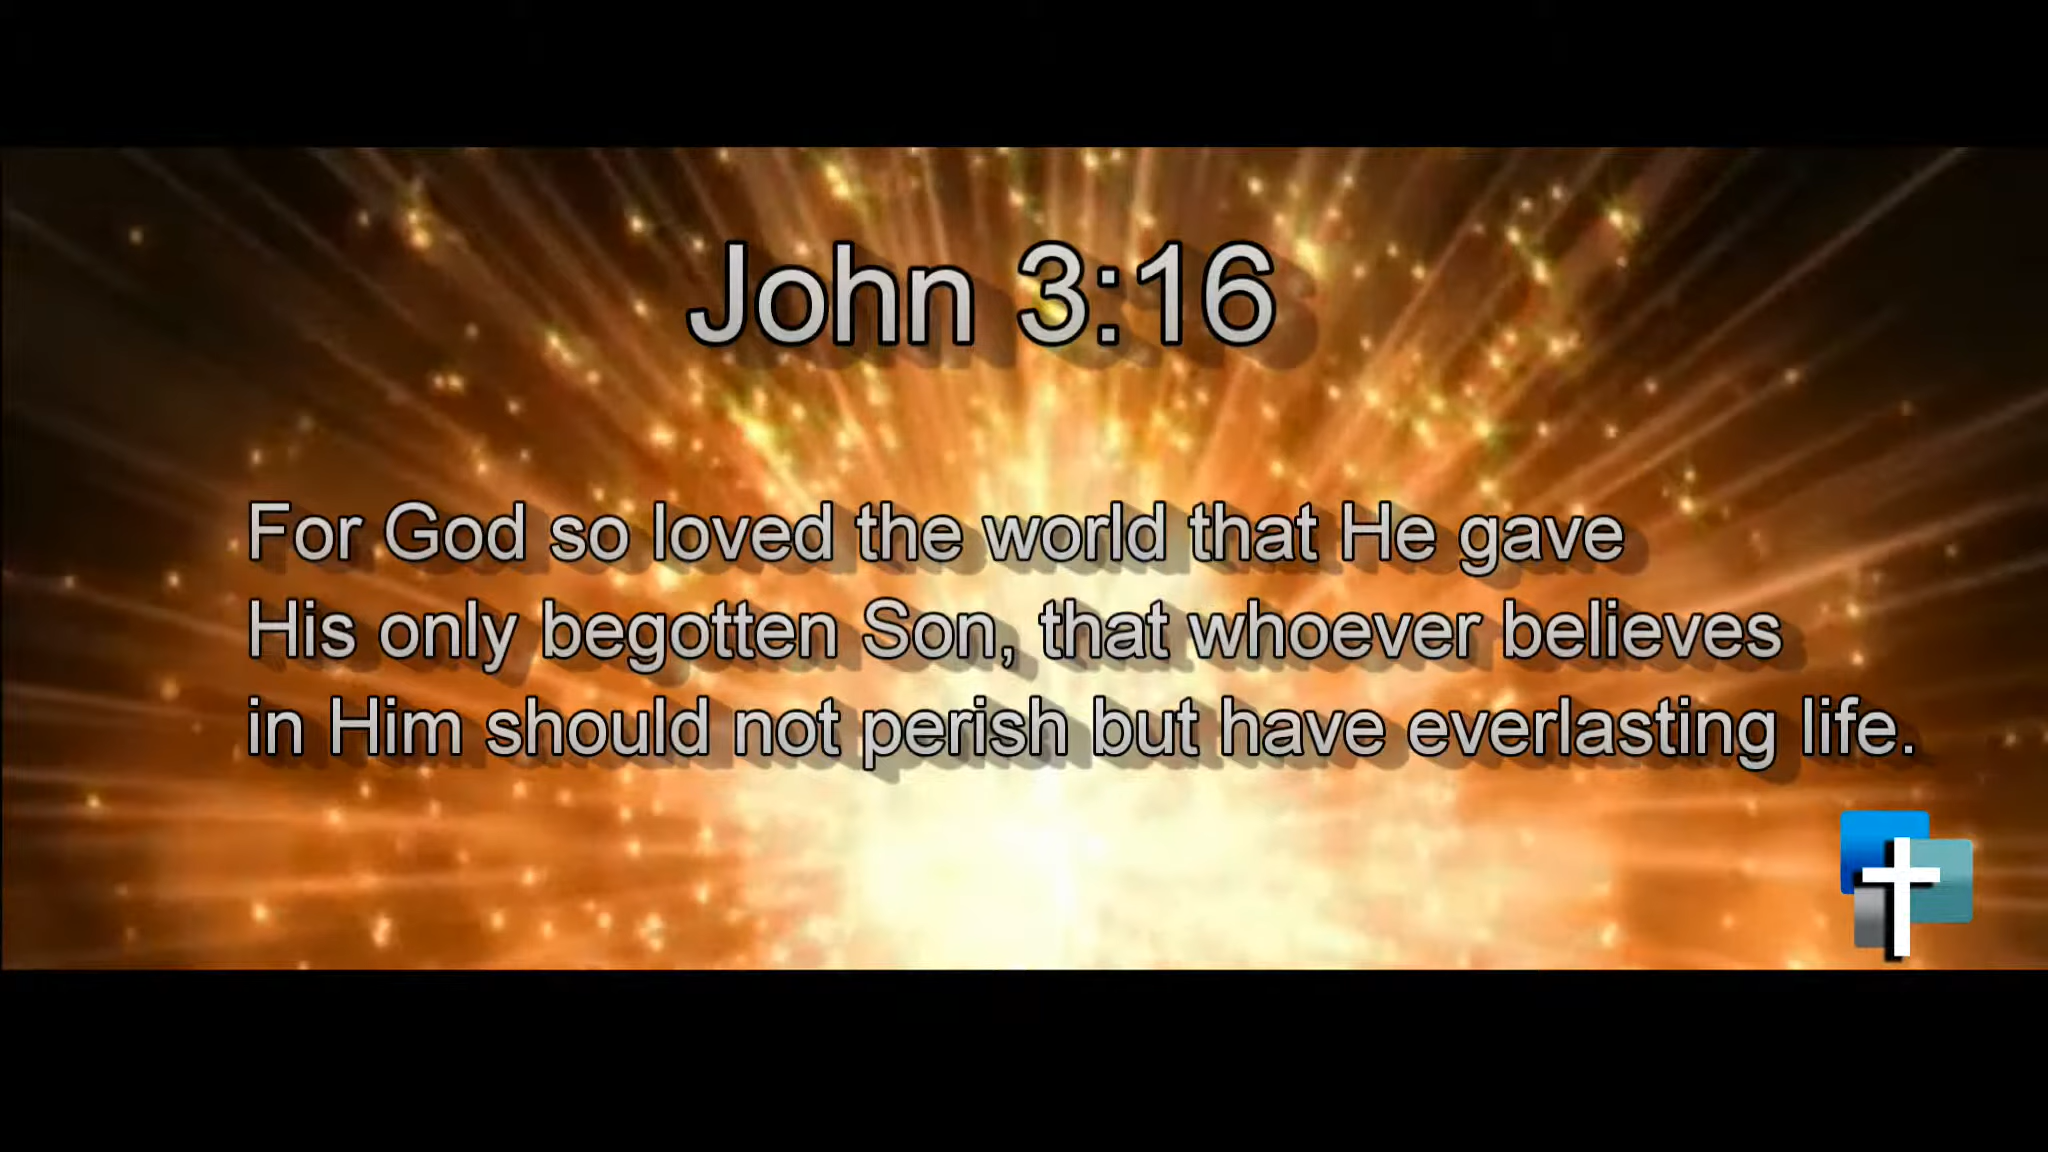 John 3:16
For God so loved the world that He gave
His only begotten Son, that whoever believes
in Him should not perish but have everlasting life.